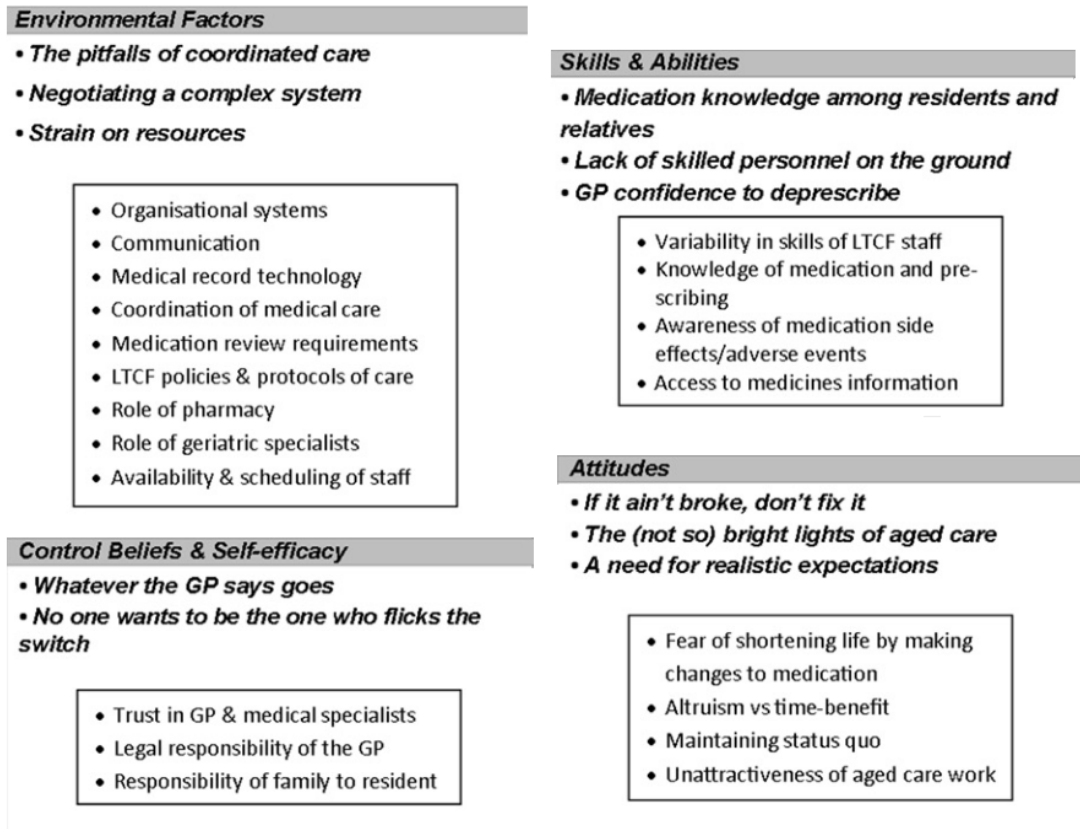 Environmental Factors
• The pitfalls of coordinated care
• Negotiating a complex system
• Strain on resources
• Organisational systems
• Communication
• Medical record technology
• Coordination of medical care
• Medication review requirements
• LTCF policies & protocols of care
• Role of pharmacy
• Role of geriatric specialists
• Availability & scheduling of staff
Control Beliefs & Self-efficacy
• Whatever the GP says goes
• No one wants to be the one who flicks the
switch
• Trust in GP & medical specialists
• Legal responsibility of the GP
• Responsibility of family to resident
Skills & Abilities
• Medication knowledge among residents and
relatives
• Lack of skilled personnel on the ground
• GP confidence to deprescribe
• Variability in skills of LTCF staff
• Knowledge of medication and pre-
scribing
• Awareness of medication side
effects/adverse events
• Access to medicines information
Attitudes
• If it ain't broke, don't fix it
• The (not so) bright lights of aged care
• A need for realistic expectations
• Fear of shortening life by making
changes to medication
• Altruism vs time-benefit
• Maintaining status quo
• Unattractiveness of aged care work